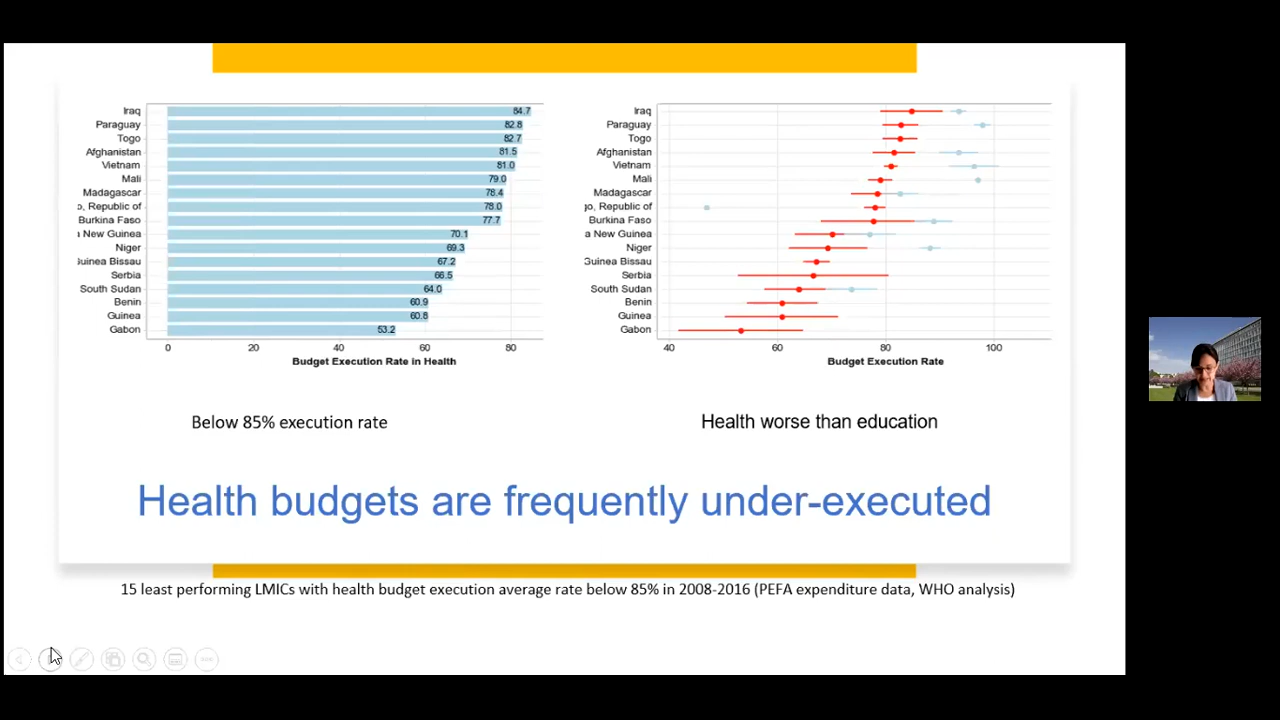 Iraq 84.7
Paraguay 82.8
Togo 82.7
Afghanistan 81.5
Vietnam 81.0
Mali 79.0
Madagascar 78.4
o, Republic of 78.0
Burkina Faso 77.7
New Guinea 70.1
Niger 69.3
Guinea Bissau 67.2
Serbia 66.5
South Sudan 64.0
Benin 60.9
Guinea 60.8
Gabon 53.2
0 20 40 60 80
Budget Execution Rate in Health
Iraq
Paraguay
Togo
Afghanistan
Vietnam
Mali
Madagascar
go, Republic of
Burkina Faso
a New Guinea
Niger
Guinea Bissau
Serbia
South Sudan
Benin
Guinea
Gabon
40 60 80 100
Budget Execution Rate
Below 85% execution rate
Health worse than education
Health budgets are frequently under-executed
15 least performing LMICs with health budget execution average rate below 85% in 2008-2016 (PEFA expenditure data, WHO analysis)